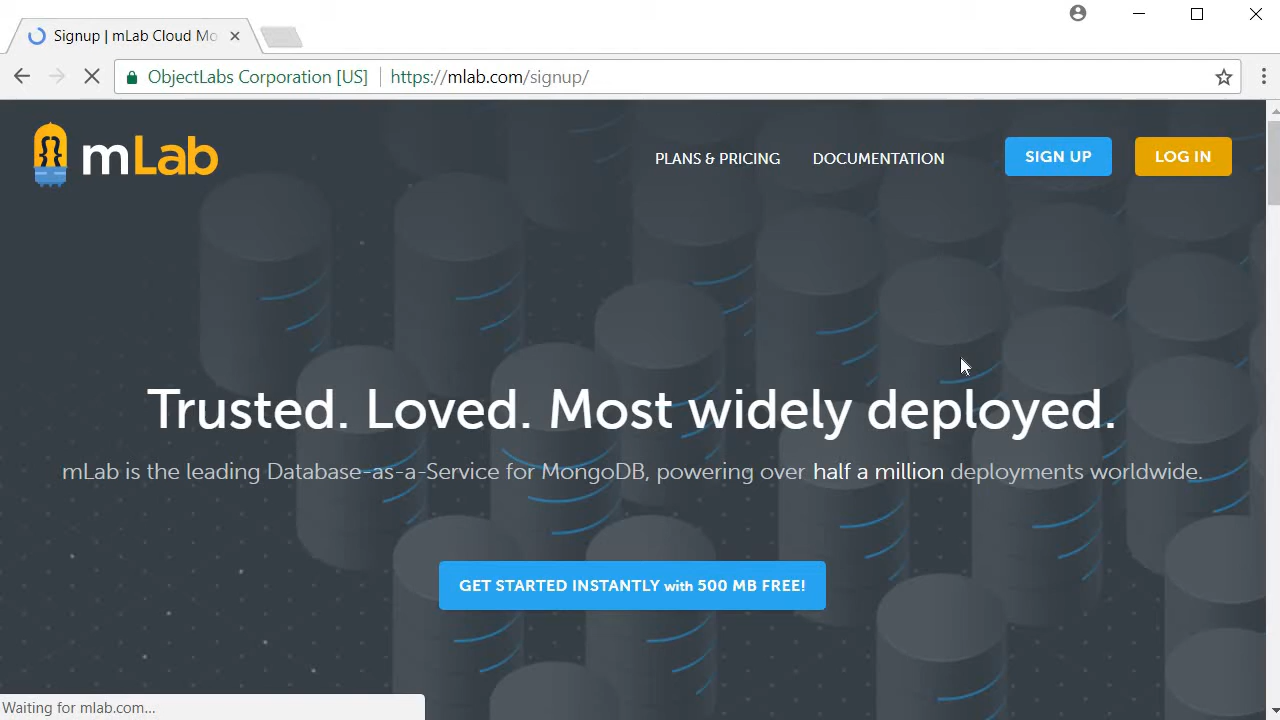 Signup | mLab Cloud Mo
ObjectLabs Corporation [US]
https://mlab.com/signup/
mLab
PLANS & PRICING
DOCUMENTATION
SIGN UP
LOG IN
Trusted. Loved. Most widely deployed.
mLab is the leading Database-as-a-Service for MongoDB, powering over half a million deployments worldwide.
GET STARTED INSTANTLY with 500 MB FREE!
Waiting for mlab.com...